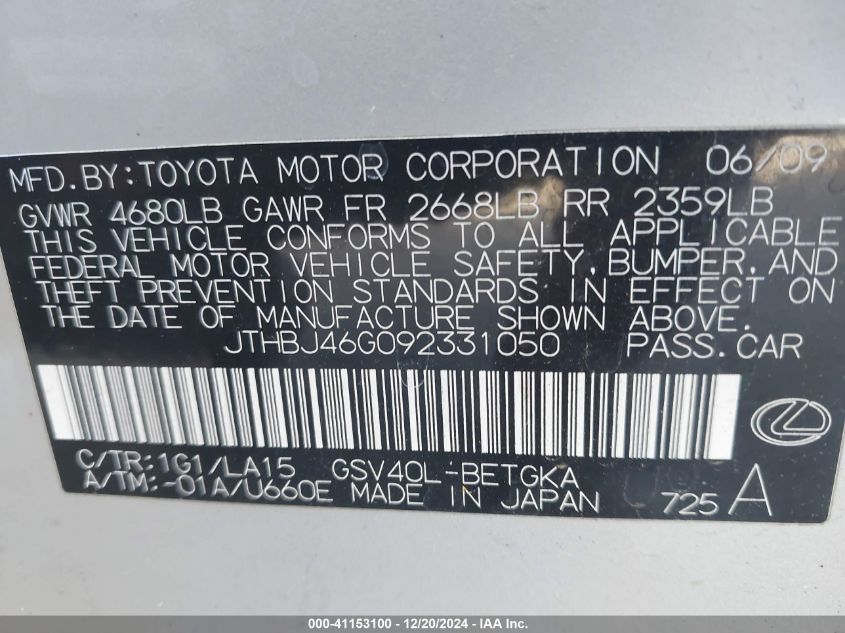 MFD.BY:TOYOTA MOTOR CORPORATION 06/09
GVWR 4680LB GAWR FR 2668LB RR 2359LB
THIS VEHICLE CONFORMS TO ALL APPLICABLE
FEDERAL MOTOR VEHICLE SAFETY, BUMPER, AND
THEFT PREVENTION STANDARDS IN EFFECT ON
THE DATE OF MANUFACTURE SHOWN ABOVE.
JTHBJ46G092331050 PASS.CAR
C/TR:1G1/LA15 GSV40L-BETGKA
A/TM:-01A/U660E MADE IN JAPAN 725 A
000-41153100 - 12/20/2024 - IAA Inc.